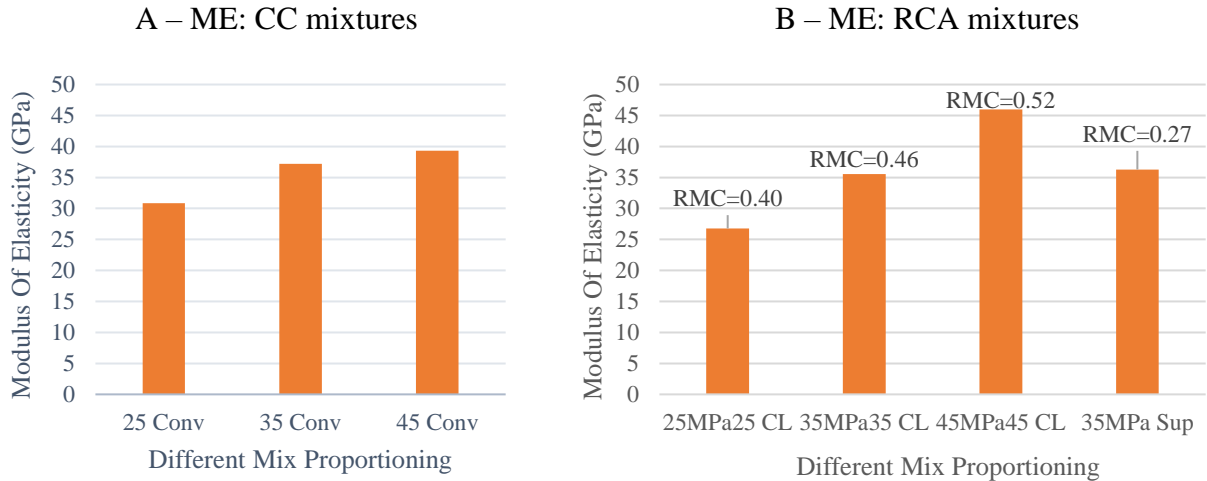 A – ME: CC mixtures
Modulus Of Elasticity (GPa)
50
45
40
35
30
25
20
15
10
5
0
25 Conv
35 Conv
45 Conv
Different Mix Proportioning
B – ME: RCA mixtures
Modulus Of Elasticity (GPa)
50
45
40
35
30
25
20
15
10
5
0
RMC=0.40
RMC=0.46
RMC=0.52
RMC=0.27
25MPa25 CL
35MPa35 CL
45MPa45 CL
35MPa Sup
Different Mix Proportioning